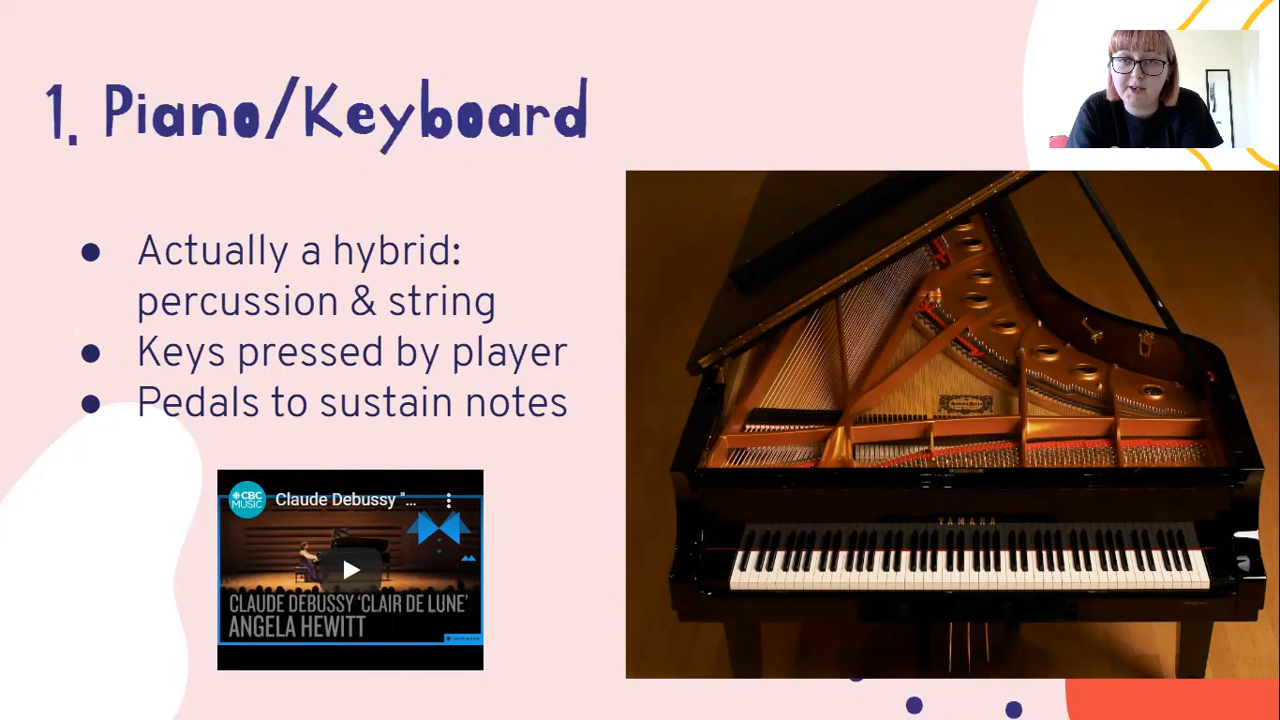 1. Piano/Keyboard
● Actually a hybrid:
percussion & string
● Keys pressed by player
● Pedals to sustain notes
CBC
MUSIC
Claude Debussy "...
CLAUDE DEBUSSY ‘CLAIR DE LUNE’
ANGELA HEWITT
YAMAHA